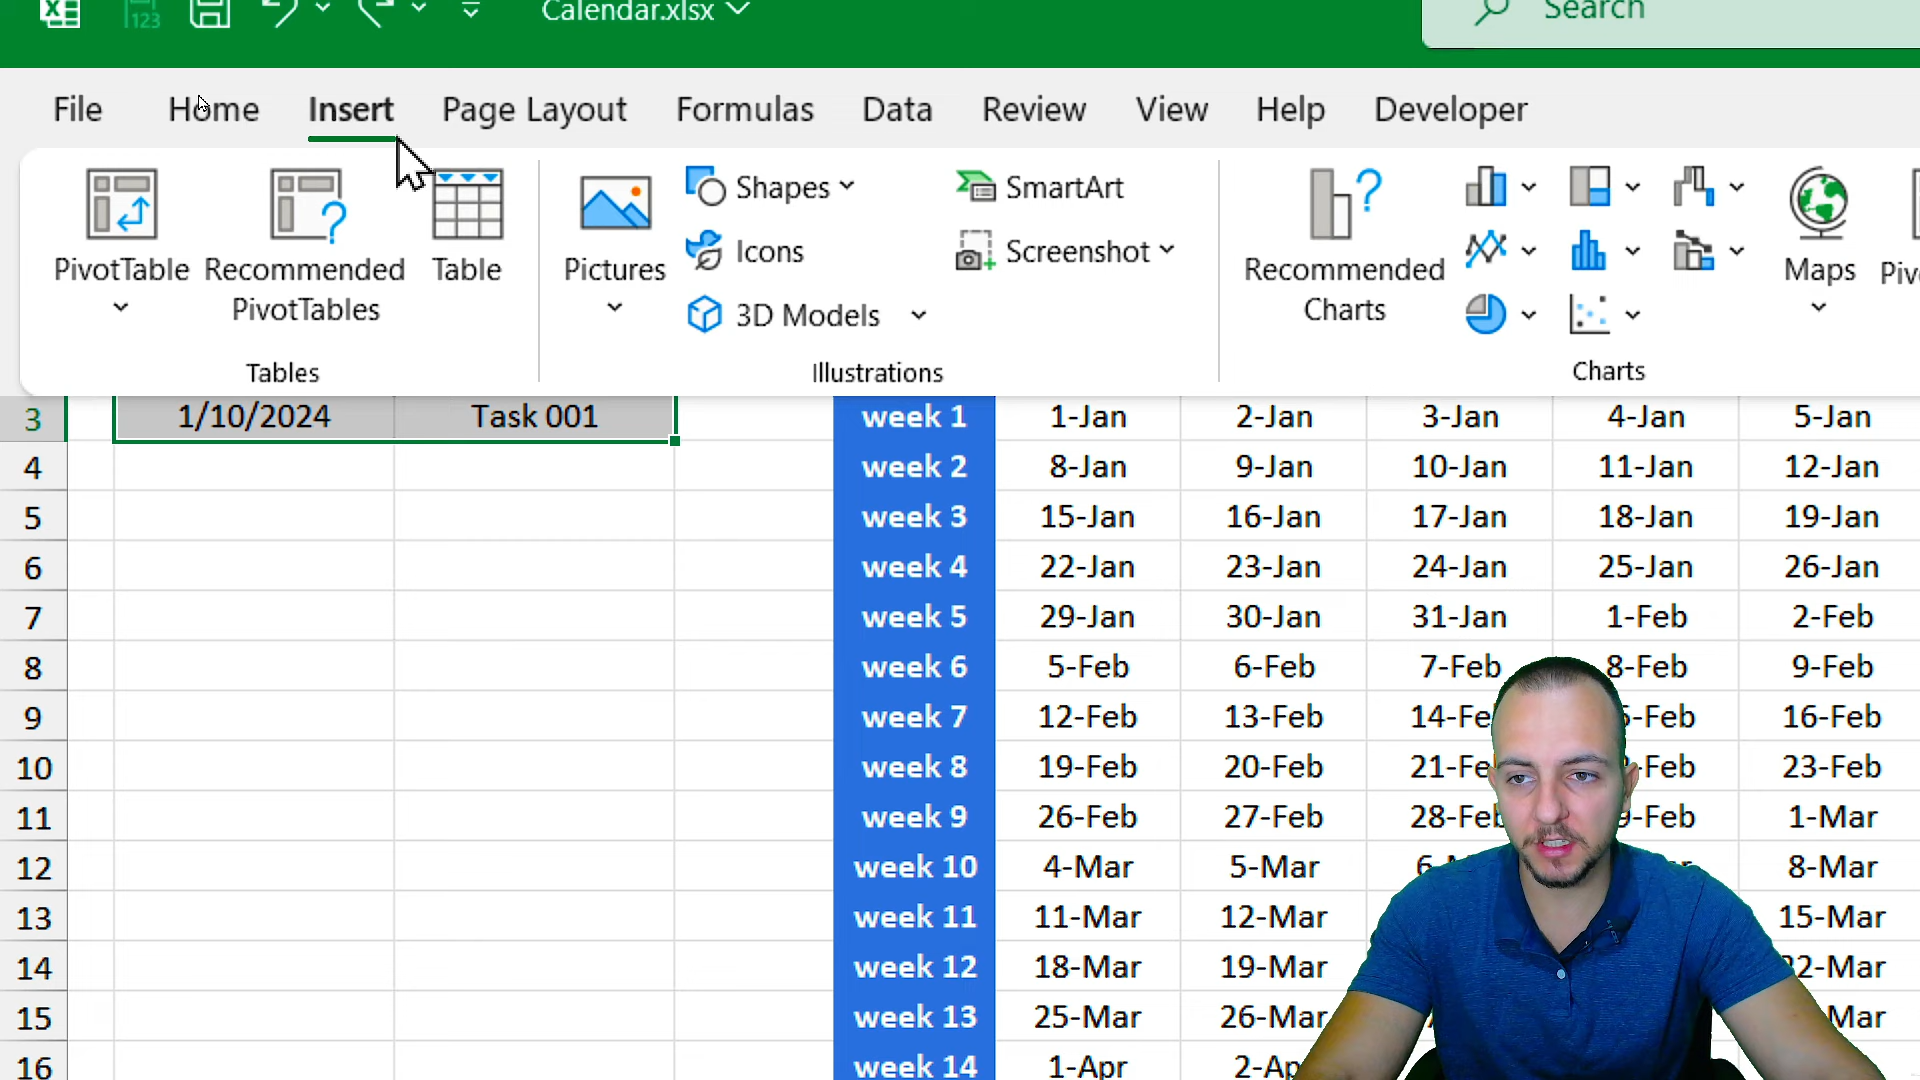 Calendar.xlsx
Search
File Home Insert Page Layout Formulas Data Review View Help Developer
PivotTable
Recommended PivotTables
Table
Tables
Pictures
Shapes
Icons
3D Models
SmartArt
Screenshot
Illustrations
Recommended Charts
Maps
Charts
3 1/10/2024 Task 001 week 1 1-Jan 2-Jan 3-Jan 4-Jan 5-Jan
4 week 2 8-Jan 9-Jan 10-Jan 11-Jan 12-Jan
5 week 3 15-Jan 16-Jan 17-Jan 18-Jan 19-Jan
6 week 4 22-Jan 23-Jan 24-Jan 25-Jan 26-Jan
7 week 5 29-Jan 30-Jan 31-Jan 1-Feb 2-Feb
8 week 6 5-Feb 6-Feb 7-Feb 8-Feb 9-Feb
9 week 7 12-Feb 13-Feb 16-Feb
10 week 8 19-Feb 20-Feb 23-Feb
11 week 9 26-Feb 27-Feb 1-Mar
12 week 10 4-Mar 5-Mar 8-Mar
13 week 11 11-Mar 12-Mar 15-Mar
14 week 12 18-Mar 19-Mar
15 week 13 25-Mar 26-Mar
16 week 14 1-Apr